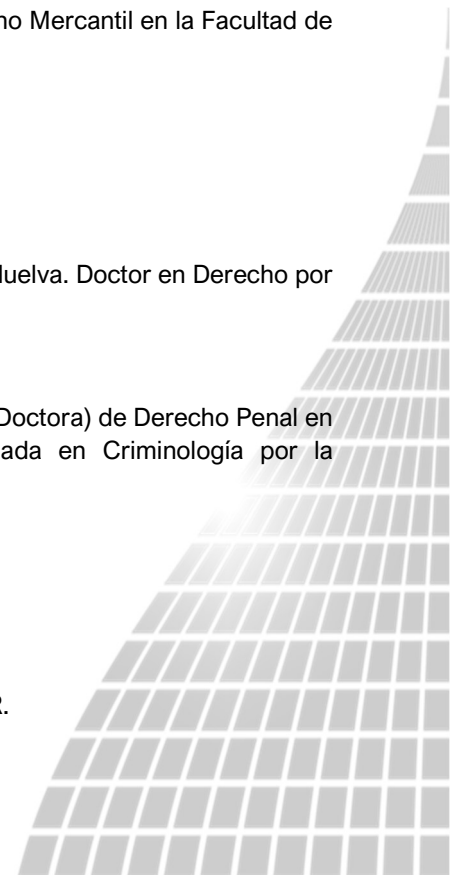 no Mercantil en la Facultad de
Huelva. Doctor en Derecho por
Doctora) de Derecho Penal en
ada en Criminología por la
R.